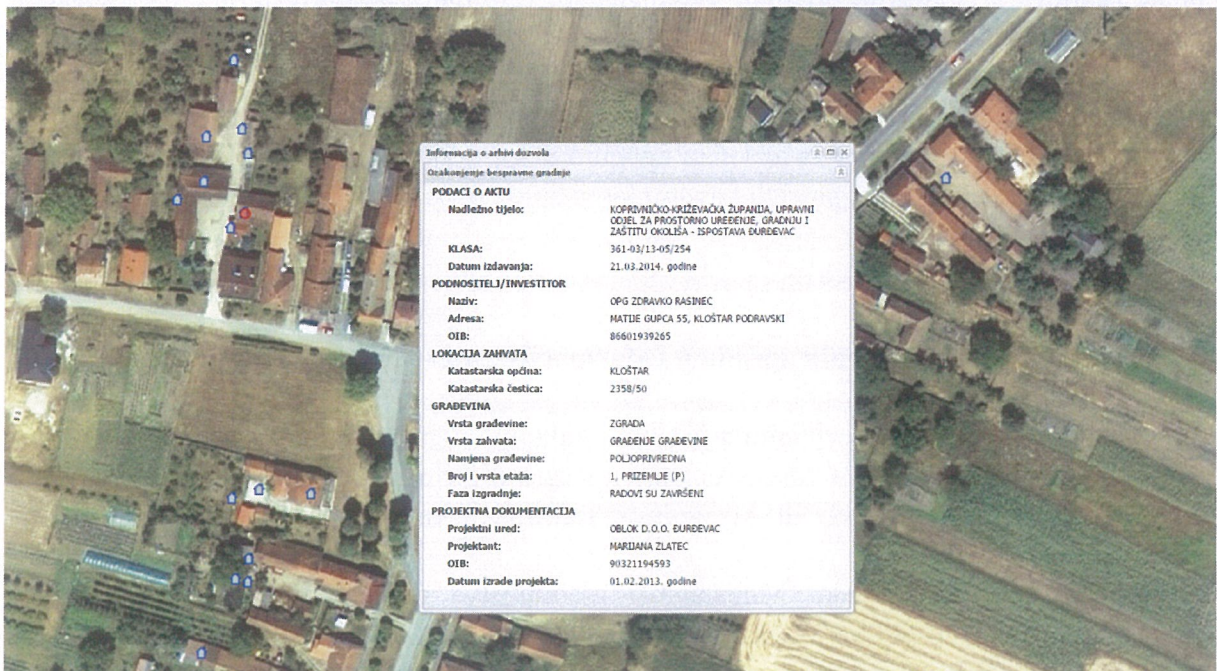 Informacija o arhivi dozvola
Ozakonjenje bespravne gradnje
PODACI O AKTU
Nadležno tijelo: KOPRIVNIČKO-KRIŽEVAČKA ŽUPANIJA, UPRAVNI
ODJEL ZA PROSTORNO UREĐENJE, GRADNJU I
ZAŠTITU OKOLIŠA - ISPOSTAVA ĐURĐEVAC
KLASA: 361-03/13-05/254
Datum izdavanja: 21.03.2014. godine
PODNOSITELJ/INVESTITOR
Naziv: OPG ZDRAVKO RASINEC
Adresa: MATIJE GUPCA 55, KLOŠTAR PODRAVSKI
OIB: 86601939265
LOKACIJA ZAHVATA
Katastarska općina: KLOŠTAR
Katastarska čestica: 2358/50
GRAĐEVINA
Vrsta građevine: ZGRADA
Vrsta zahvata: GRAĐENJE GRAĐEVINE
Namjena građevine: POLJOPRIVREDNA
Broj i vrsta etaža: 1, PRIZEMLJE (P)
Faza izgradnje: RADOVI SU ZAVRŠENI
PROJEKTNA DOKUMENTACIJA
Projektni ured: OBLOK D.O.O. ĐURĐEVAC
Projektant: MARIJANA ZLATEC
OIB: 90321194593
Datum izrade projekta: 01.02.2013. godine